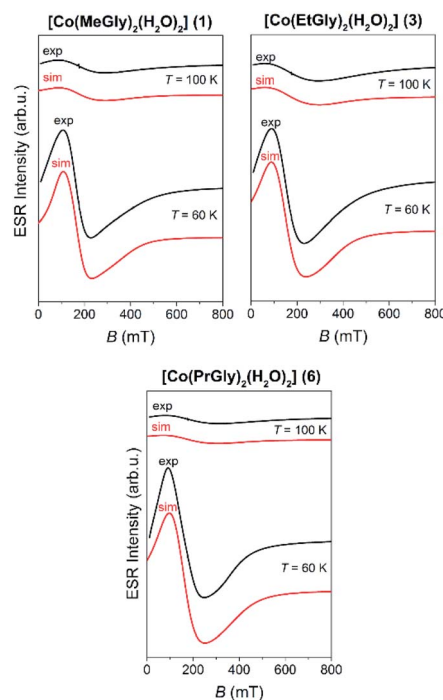 [Co(MeGly)₂(H₂O)₂] (1)
exp
sim
T = 100 K
exp
sim
T = 60 K
ESR Intensity (arb.u.)
0 200 400 600 800
B (mT)
[Co(EtGly)₂(H₂O)₂] (3)
exp
sim
T = 100 K
exp
sim
T = 60 K
0 200 400 600 800
B (mT)
[Co(PrGly)₂(H₂O)₂] (6)
exp
sim
T = 100 K
exp
sim
T = 60 K
ESR Intensity (arb.u.)
0 200 400 600 800
B (mT)